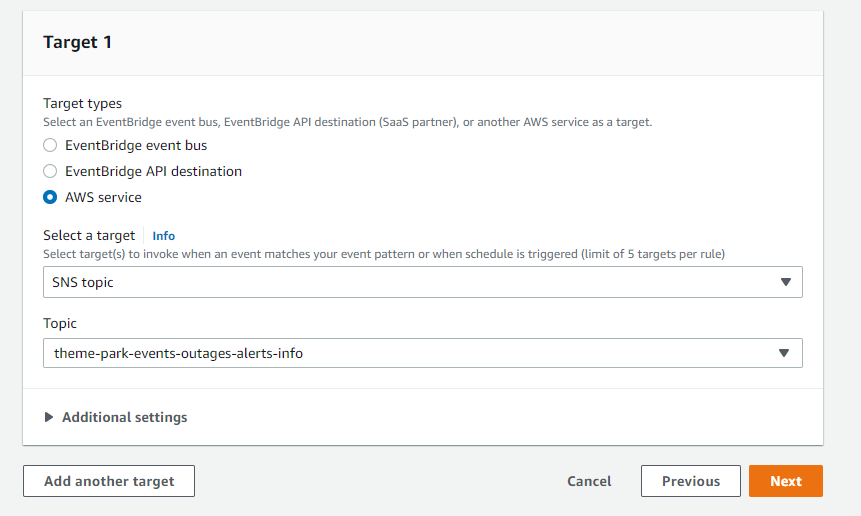 Target 1
Target types
Select an EventBridge event bus, EventBridge API destination (SaaS partner), or another AWS service as a target.
EventBridge event bus
EventBridge API destination
AWS service
Select a target Info
Select target(s) to invoke when an event matches your event pattern or when schedule is triggered (limit of 5 targets per rule)
SNS topic
Topic
theme-park-events-outages-alerts-info
Additional settings
Add another target Cancel Previous Next